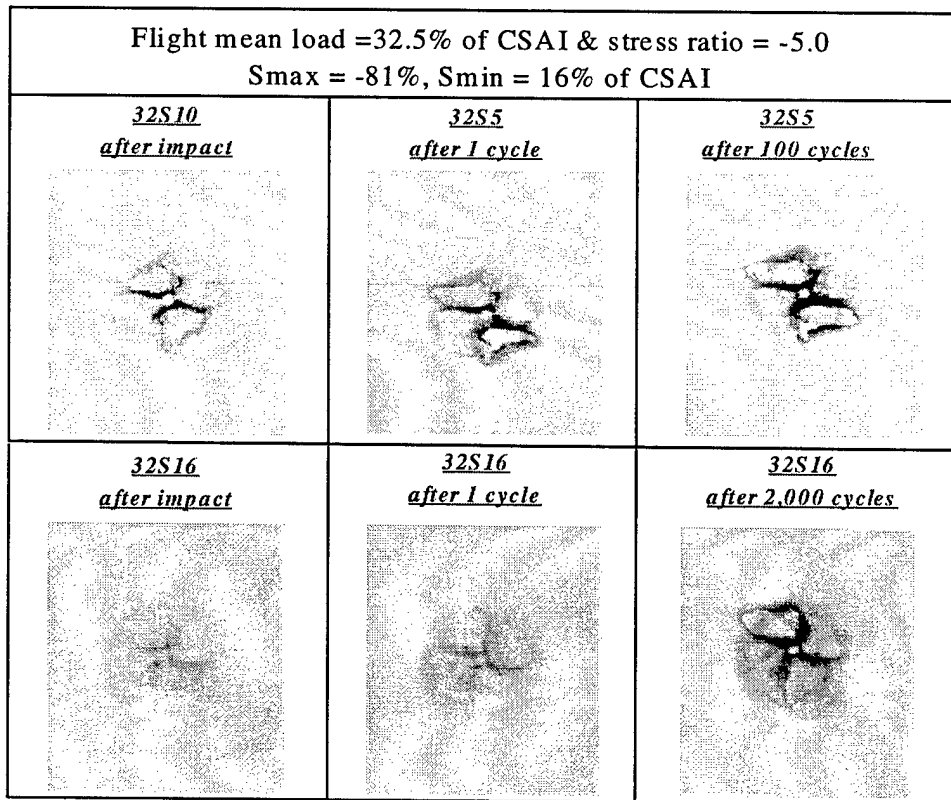 Flight mean load =32.5% of CSAI & stress ratio = -5.0
Smax = -81%, Smin = 16% of CSAI
32S10
after impact
32S5
after 1 cycle
32S5
after 100 cycles
32S16
after impact
32S16
after 1 cycle
32S16
after 2,000 cycles